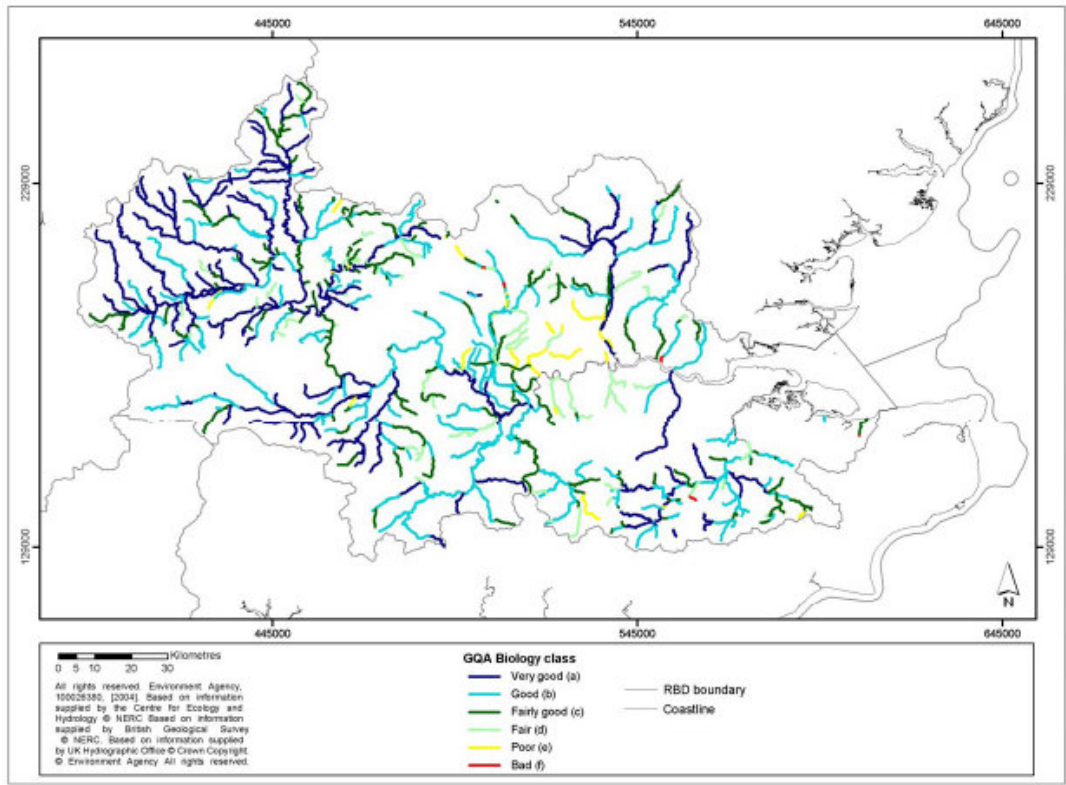 445000 545000 645000
229000 229000
129000 129000
N
445000 545000 645000
Kilometres
0 5 10 20 30
All rights reserved. Environment Agency,
100026380, [2004]. Based on information
supplied by the Centre for Ecology and
Hydrology © NERC Based on information
supplied by British Geological Survey
© NERC. Based on information supplied
by UK Hydrographic Office © Crown Copyright.
© Environment Agency All rights reserved.
GQA Biology class
Very good (a)
Good (b)
Fairly good (c)
Fair (d)
Poor (e)
Bad (f)
RBD boundary
Coastline